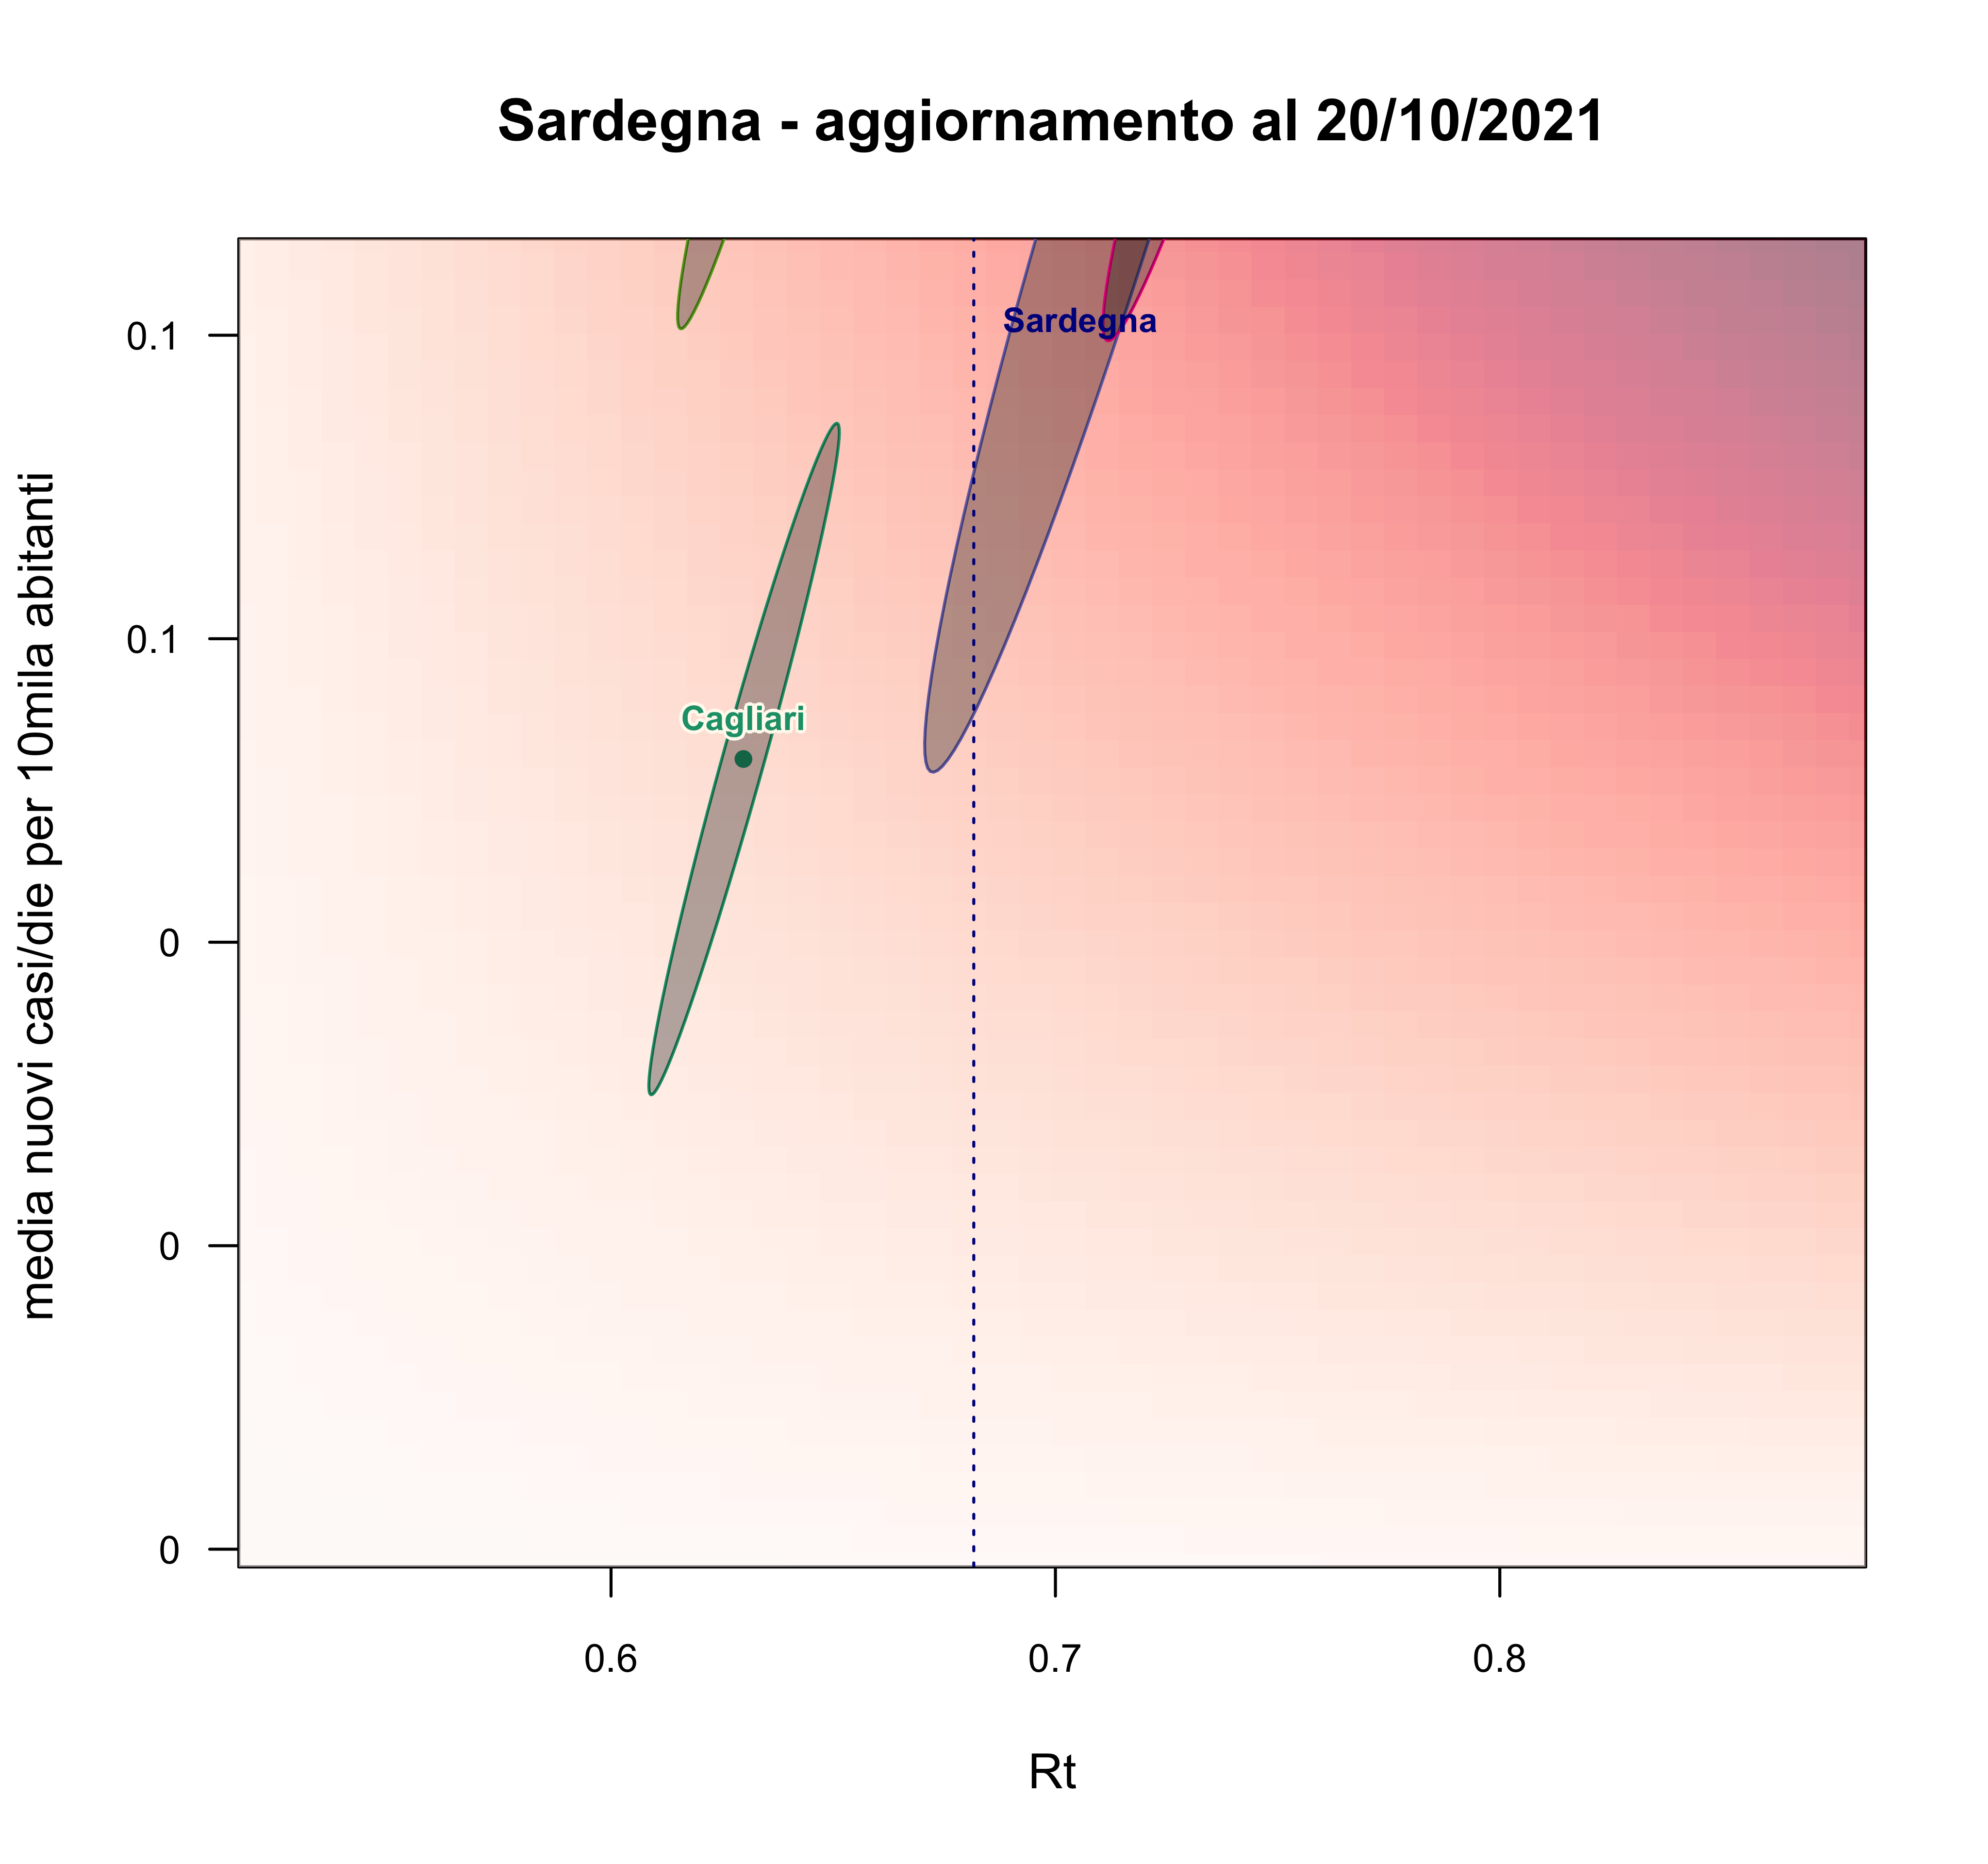 Sardegna - aggiornamento al 20/10/2021
media nuovi casi/die per 10mila abitanti
0.1
0.1
0
0
0
Sardegna
Cagliari
0.6
0.7
0.8
Rt